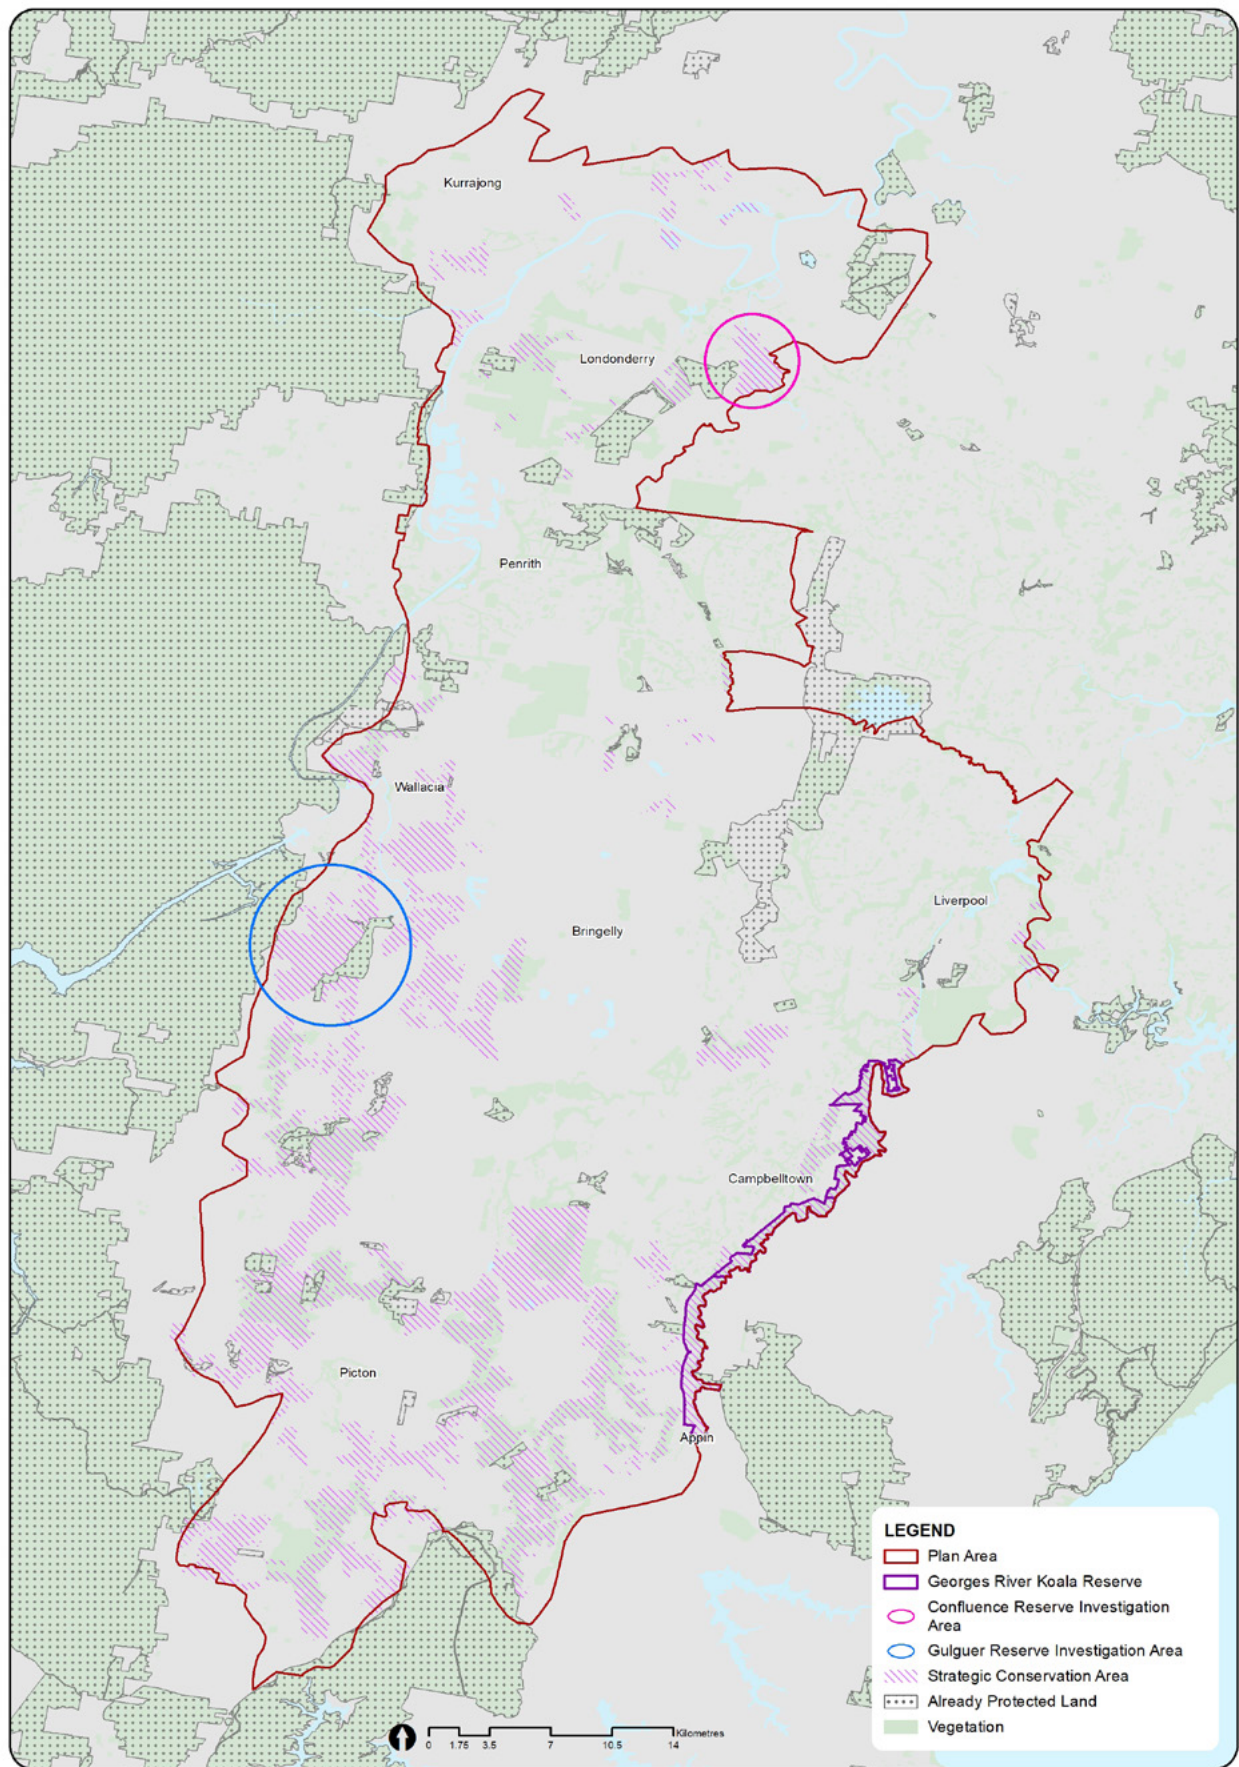 Kurrajong
Londonderry
Penrith
Wallacia
Liverpool
Bringelly
Campbelltown
Picton
Appin
LEGEND
Plan Area
Georges River Koala Reserve
Confluence Reserve Investigation
Area
Gulguer Reserve Investigation Area
Strategic Conservation Area
Already Protected Land
Vegetation
Kilometres
0 1.75 3.5 7 10.5 14